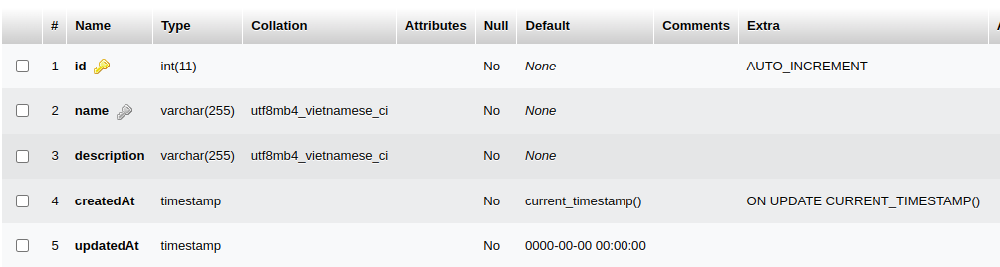 # Name Type Collation Attributes Null Default Comments Extra
1 id int(11) No None AUTO_INCREMENT
2 name varchar(255) utf8mb4_vietnamese_ci No None
3 description varchar(255) utf8mb4_vietnamese_ci No None
4 createdAt timestamp No current_timestamp() ON UPDATE CURRENT_TIMESTAMP()
5 updatedAt timestamp No 0000-00-00 00:00:00